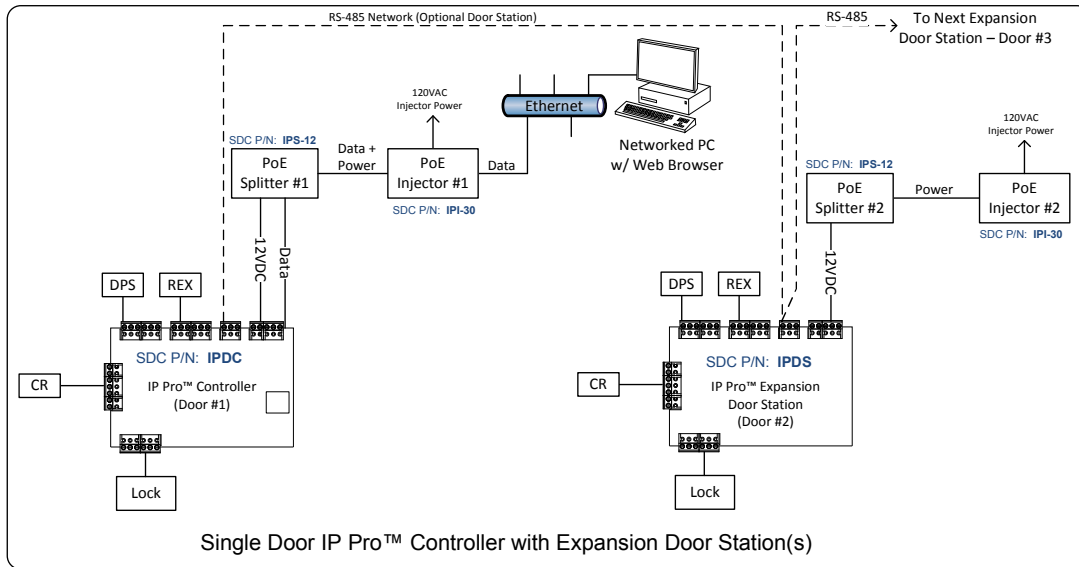 RS-485 Network (Optional Door Station)
RS-485
To Next Expansion
Door Station – Door #3
120VAC
Injector Power
Ethernet
Networked PC
w/ Web Browser
120VAC
Injector Power
SDC P/N: IPS-12
PoE
Splitter #1
Data +
Power
PoE
Injector #1
Data
SDC P/N: IPI-30
SDC P/N: IPS-12
PoE
Splitter #2
Power
PoE
Injector #2
SDC P/N: IPI-30
12VDC
Data
12VDC
DPS
REX
SDC P/N: IPDC
IP Pro™ Controller
(Door #1)
CR
Lock
DPS
REX
SDC P/N: IPDS
IP Pro™ Expansion
Door Station
(Door #2)
CR
Lock
Single Door IP Pro™ Controller with Expansion Door Station(s)